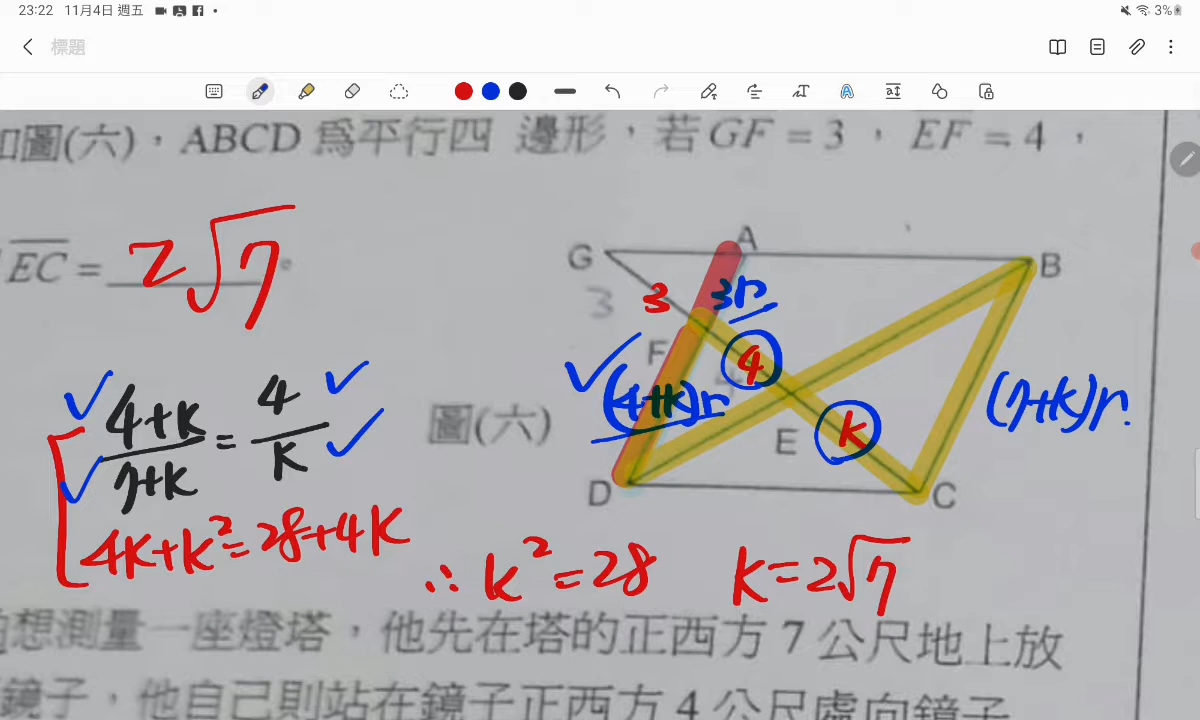 23:22 11月4日 週五 3%
標題
如圖(六)，ABCD 為平行四 邊形，若 GF = 3， EF = 4，
EC = 2√7。
G A B
3 3 3r
F 4 4
(4+k)r (7+k)r
圖(六)
E k
D C
(4+k)/(7+k) = 4/k
4k+k²=28+4k
∴ k²=28 k=2√7
想測量一座燈塔，他先在塔的正西方 7 公尺地上放
鏡子，他自己則站在鏡子正西方 4 公尺處向鏡子